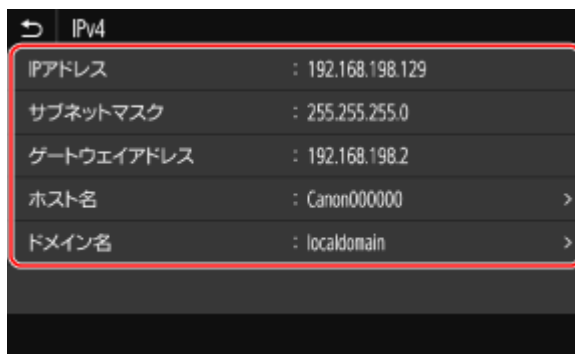 IPv4
IPアドレス : 192.168.198.129
サブネットマスク : 255.255.255.0
ゲートウェイアドレス : 192.168.198.2
ホスト名 : Canon000000 >
ドメイン名 : localdomain >